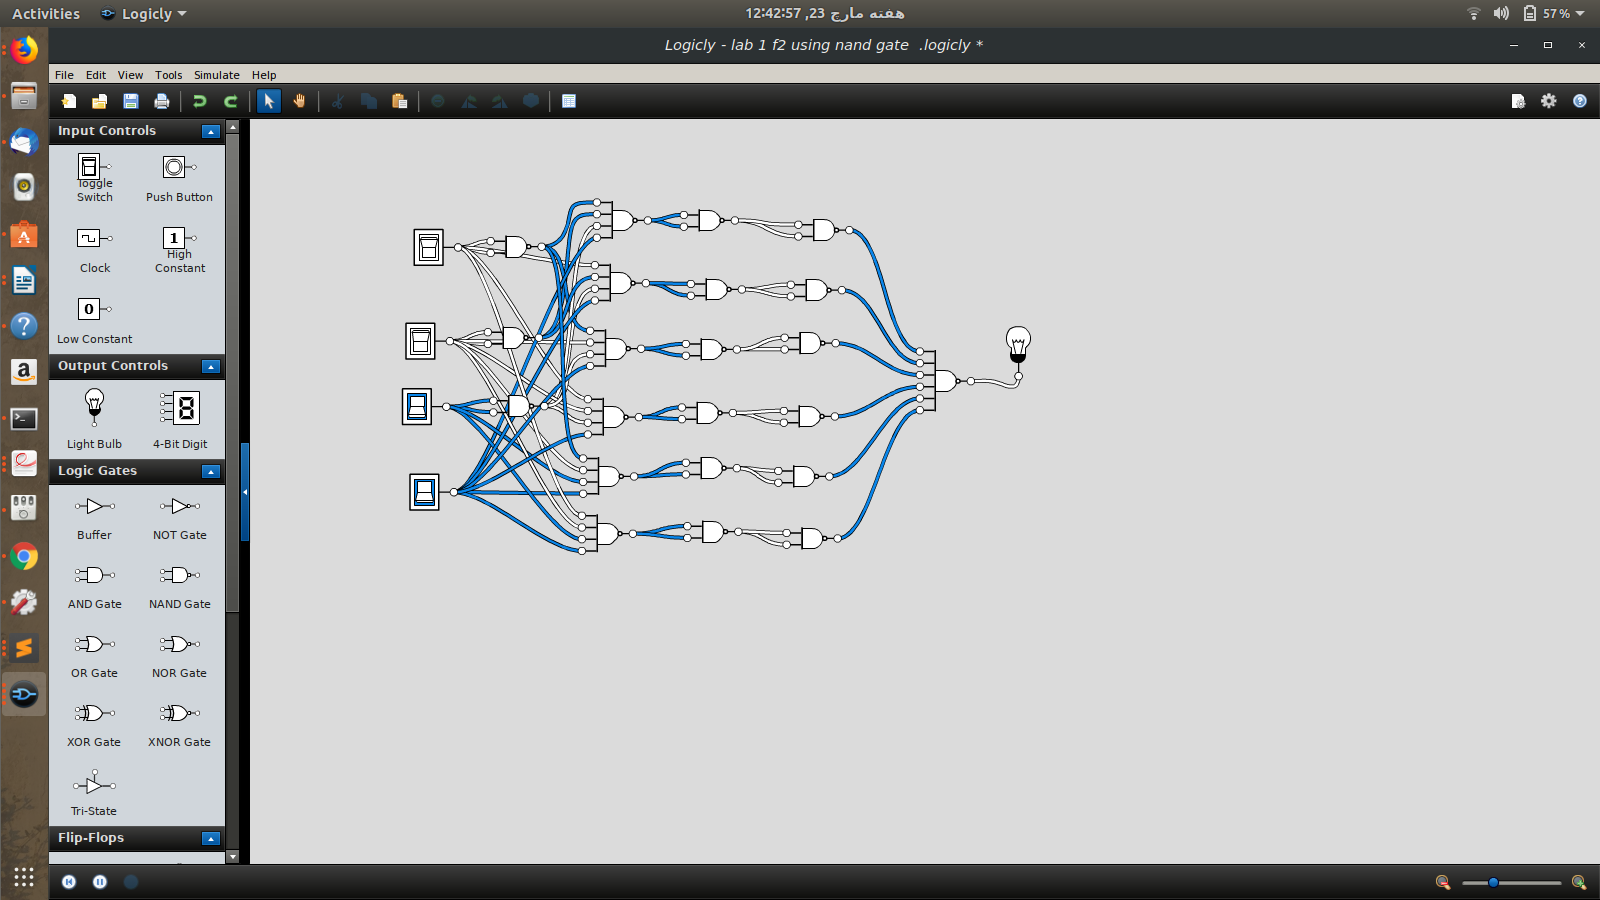 Activities
Logicly
12:42:57 ,23 هفته مارچ
57 %
Logicly - lab 1 f2 using nand gate .logicly *
File Edit View Tools Simulate Help
Input Controls
Toggle Switch
Push Button
Clock
1
High Constant
0
Low Constant
Output Controls
Light Bulb
8
4-Bit Digit
Logic Gates
Buffer
NOT Gate
AND Gate
NAND Gate
OR Gate
NOR Gate
XOR Gate
XNOR Gate
Tri-State
Flip-Flops